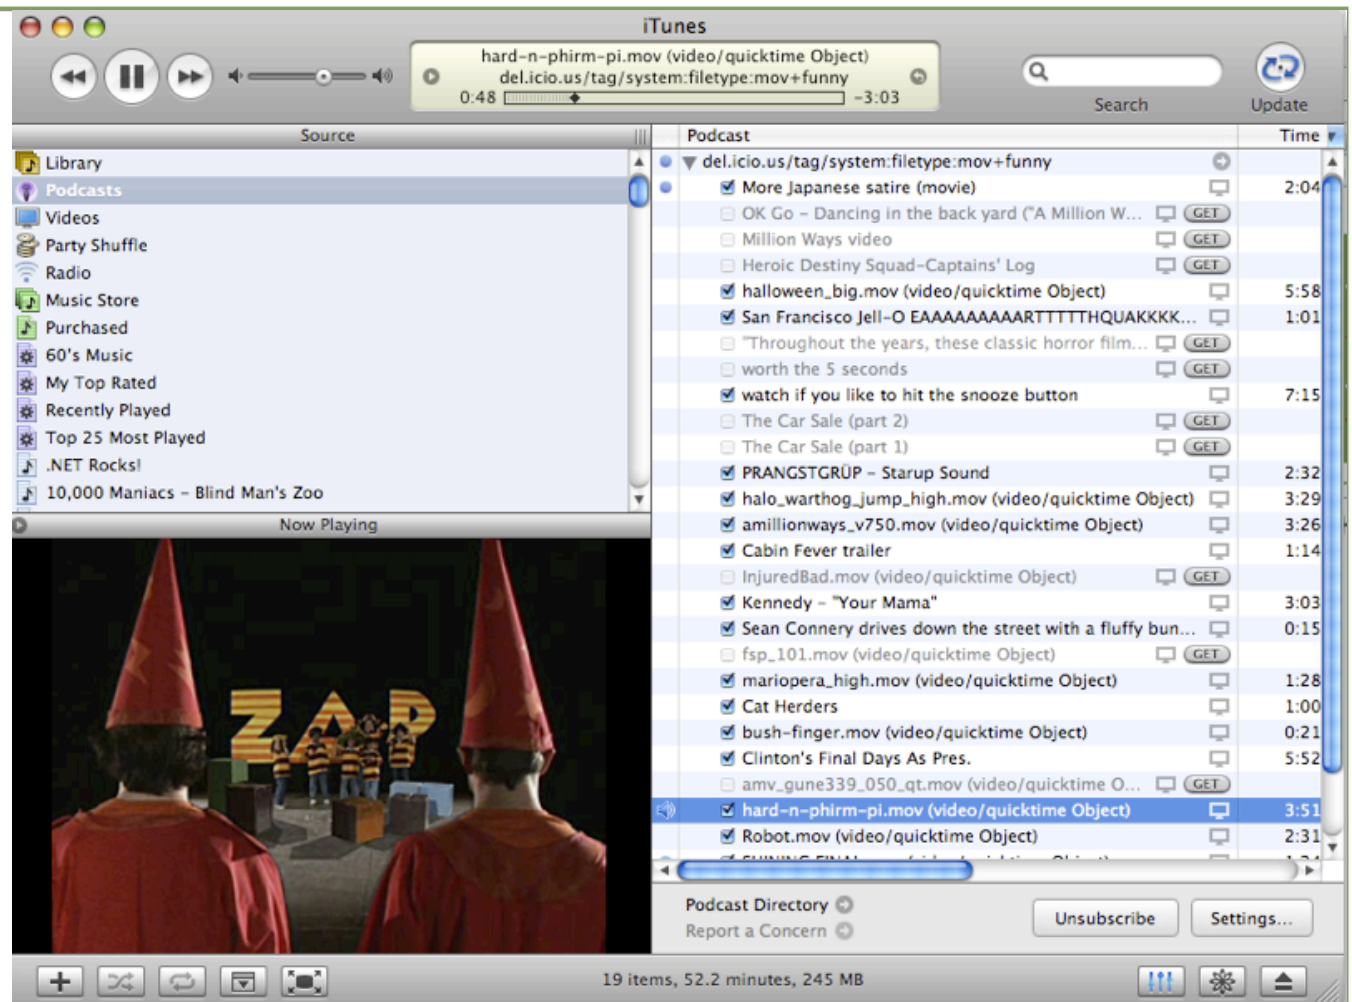 iTunes
hard-n-phirm-pi.mov (video/quicktime Object)
del.icio.us/tag/system:filetype:mov+funny
0:48 -3:03
Search
Update
Source
Library
Podcasts
Videos
Party Shuffle
Radio
Music Store
Purchased
60's Music
My Top Rated
Recently Played
Top 25 Most Played
.NET Rocks!
10,000 Maniacs - Blind Man's Zoo
Now Playing
ZAP
Podcast Time
del.icio.us/tag/system:filetype:mov+funny
More Japanese satire (movie) 2:04
OK Go - Dancing in the back yard ("A Million W... GET
Million Ways video GET
Heroic Destiny Squad-Captains' Log GET
halloween_big.mov (video/quicktime Object) 5:58
San Francisco Jell-O EAAAAAAAAARTTTTTHQUAKKKK... 1:01
"Throughout the years, these classic horror film... GET
worth the 5 seconds GET
watch if you like to hit the snooze button 7:15
The Car Sale (part 2) GET
The Car Sale (part 1) GET
PRANGSTGRÜP - Starup Sound 2:32
halo_warthog_jump_high.mov (video/quicktime Object) 3:29
amillionways_v750.mov (video/quicktime Object) 3:26
Cabin Fever trailer 1:14
InjuredBad.mov (video/quicktime Object) GET
Kennedy - "Your Mama" 3:03
Sean Connery drives down the street with a fluffy bun... 0:15
fsp_101.mov (video/quicktime Object) GET
mariopera_high.mov (video/quicktime Object) 1:28
Cat Herders 1:00
bush-finger.mov (video/quicktime Object) 0:21
Clinton's Final Days As Pres. 5:52
amv_gune339_050_qt.mov (video/quicktime O... GET
hard-n-phirm-pi.mov (video/quicktime Object) 3:51
Robot.mov (video/quicktime Object) 2:31
Podcast Directory
Report a Concern
Unsubscribe
Settings...
19 items, 52.2 minutes, 245 MB